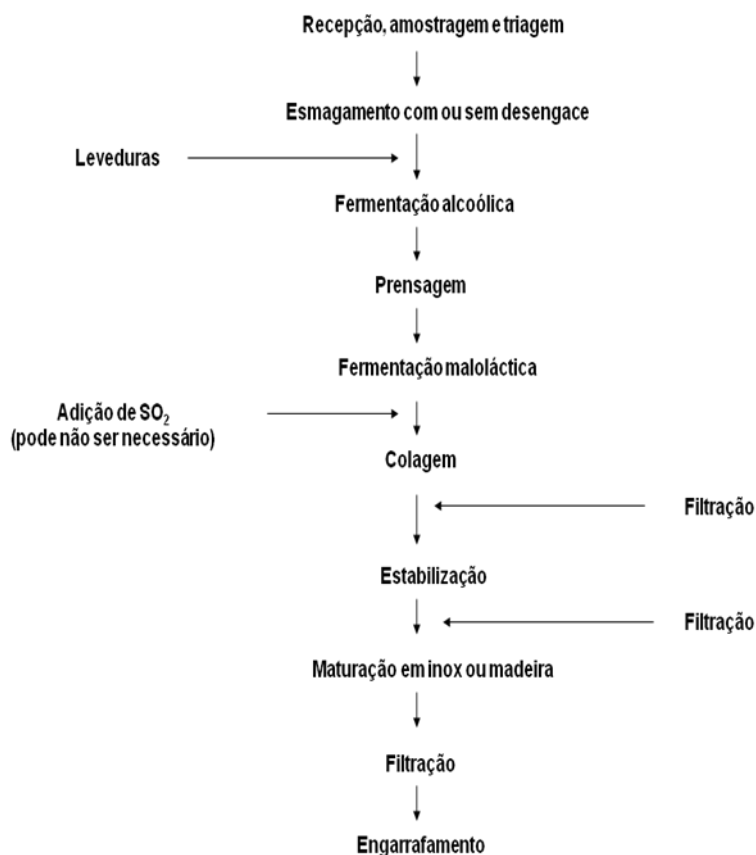 Recepção, amostragem e triagem
Esmagamento com ou sem desengace
Leveduras
Fermentação alcoólica
Prensagem
Fermentação maloláctica
Adição de SO₂
(pode não ser necessário)
Colagem
Filtração
Estabilização
Filtração
Maturação em inox ou madeira
Filtração
Engarrafamento